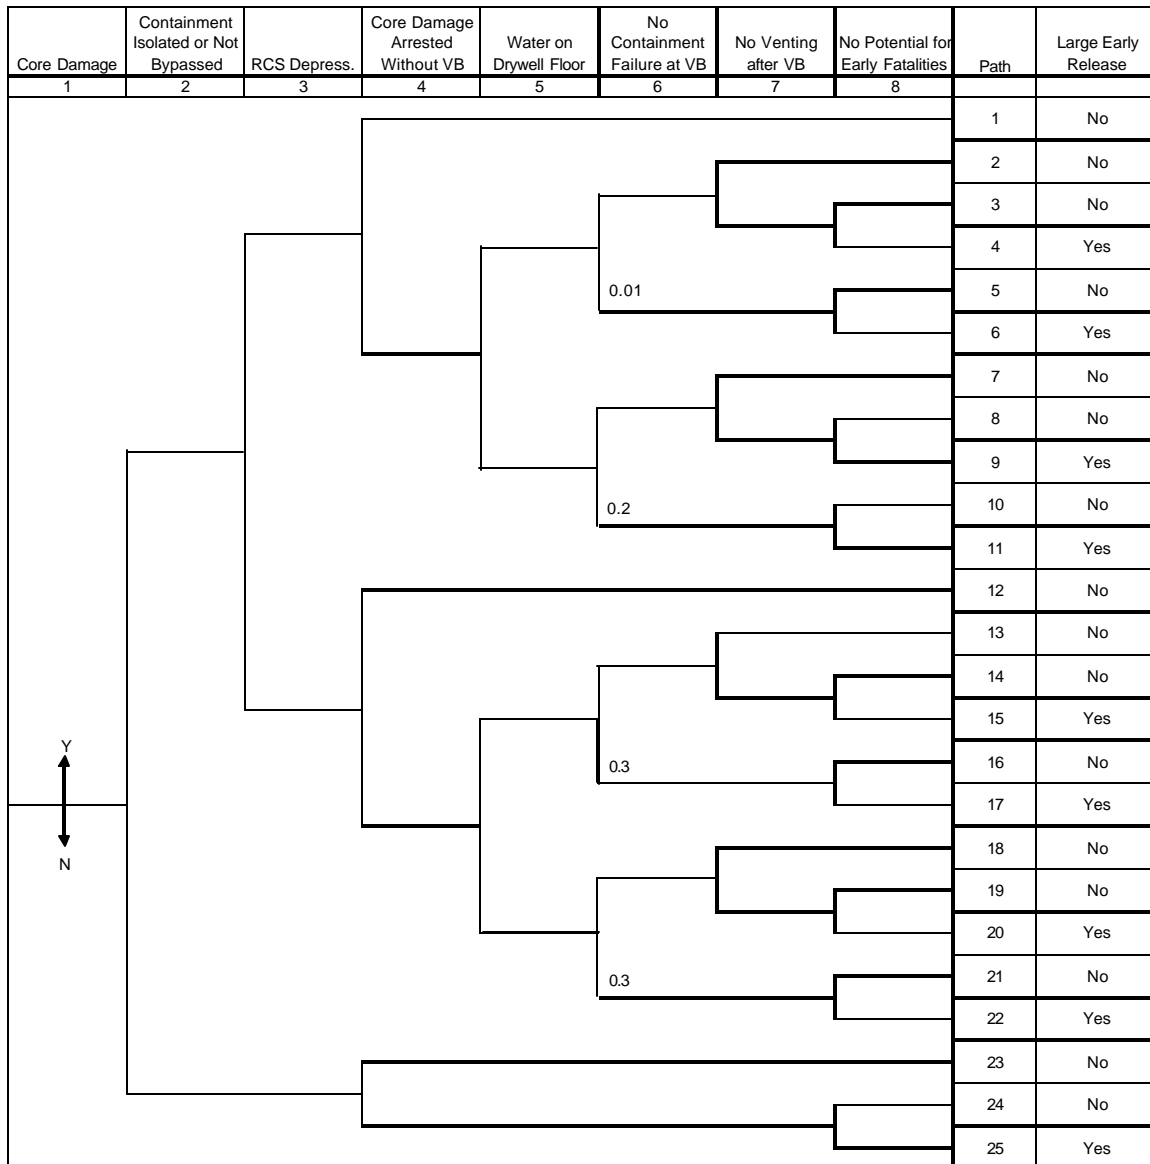 Core Damage
Containment
Isolated or Not
Bypassed
RCS Depress.
Core Damage
Arrested
Without VB
Water on
Drywell Floor
No
Containment
Failure at VB
No Venting
after VB
No Potential for
Early Fatalities
Path
Large Early
Release
1 2 3 4 5 6 7 8
1 No
2 No
3 No
4 Yes
0.01
5 No
6 Yes
7 No
8 No
9 Yes
0.2
10 No
11 Yes
12 No
13 No
14 No
15 Yes
Y
0.3
16 No
17 Yes
18 No
N
19 No
20 Yes
0.3
21 No
22 Yes
23 No
24 No
25 Yes